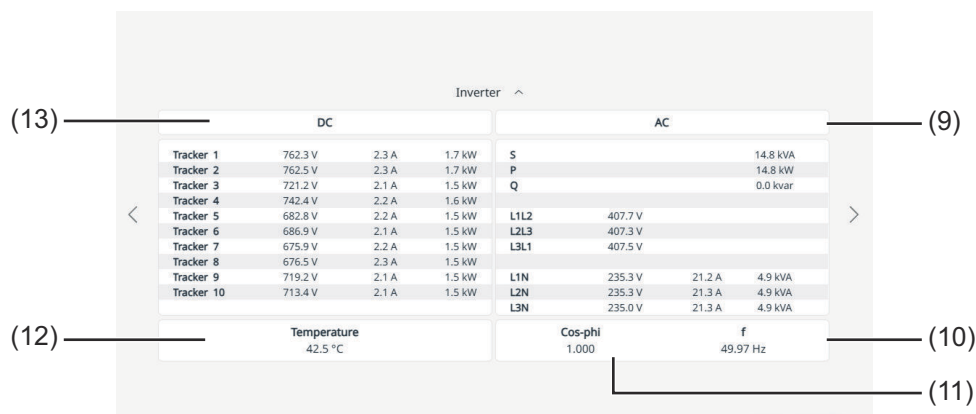 Inverter
(13) DC AC (9)
Tracker 1 762.3 V 2.3 A 1.7 kW S 14.8 kVA
Tracker 2 762.5 V 2.3 A 1.7 kW P 14.8 kW
Tracker 3 721.2 V 2.1 A 1.5 kW Q 0.0 kvar
Tracker 4 742.4 V 2.2 A 1.6 kW
Tracker 5 682.8 V 2.2 A 1.5 kW L1L2 407.7 V
Tracker 6 686.9 V 2.1 A 1.5 kW L2L3 407.3 V
Tracker 7 675.9 V 2.2 A 1.5 kW L3L1 407.5 V
Tracker 8 676.5 V 2.3 A 1.5 kW
Tracker 9 719.2 V 2.1 A 1.5 kW L1N 235.3 V 21.2 A 4.9 kVA
Tracker 10 713.4 V 2.1 A 1.5 kW L2N 235.3 V 21.3 A 4.9 kVA
L3N 235.0 V 21.3 A 4.9 kVA
(12) Temperature Cos-phi f (10)
42.5 °C 1.000 49.97 Hz
(11)